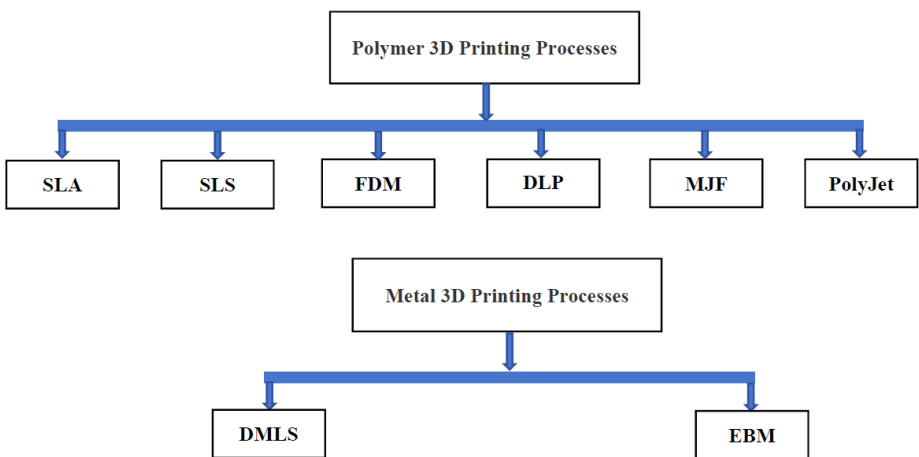 Polymer 3D Printing Processes
SLA
SLS
FDM
DLP
MJF
PolyJet
Metal 3D Printing Processes
DMLS
EBM